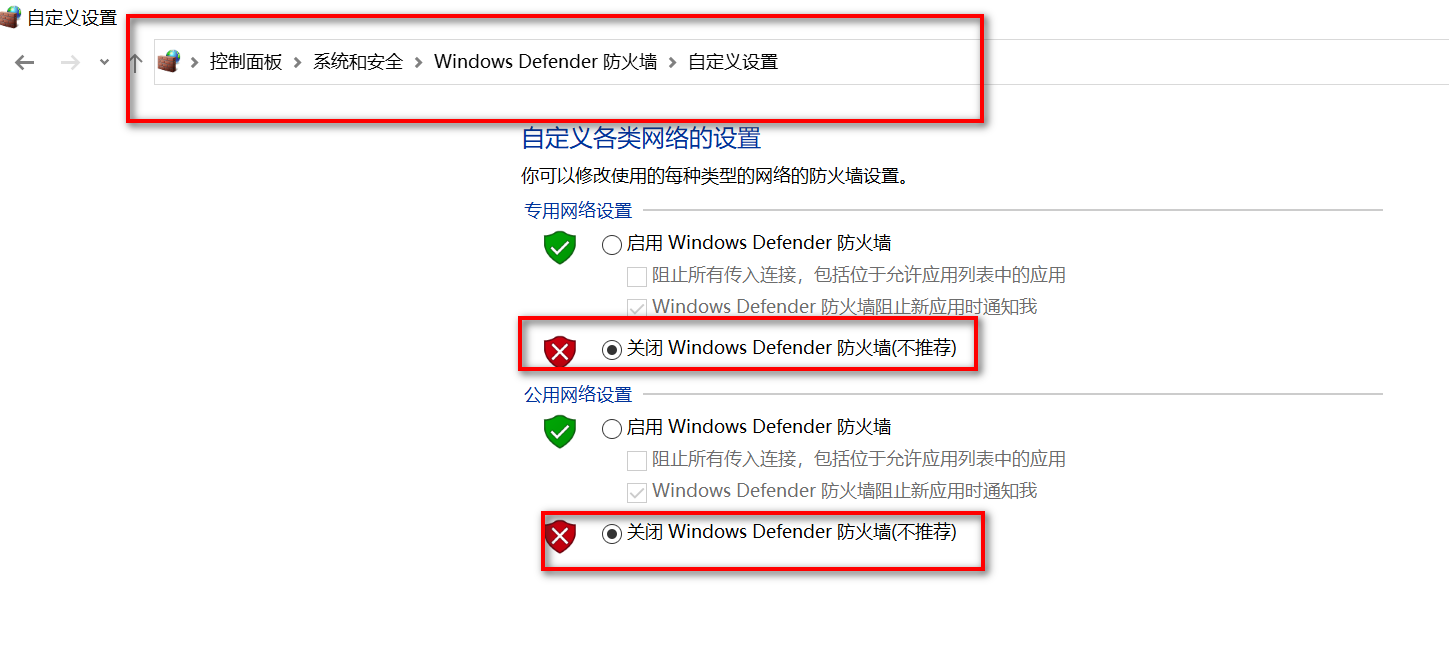 自定义设置
控制面板 > 系统和安全 > Windows Defender 防火墙 > 自定义设置
自定义各类网络的设置
你可以修改使用的每种类型的网络的防火墙设置。
专用网络设置
启用 Windows Defender 防火墙
阻止所有传入连接，包括位于允许应用列表中的应用
Windows Defender 防火墙阻止新应用时通知我
关闭 Windows Defender 防火墙(不推荐)
公用网络设置
启用 Windows Defender 防火墙
阻止所有传入连接，包括位于允许应用列表中的应用
Windows Defender 防火墙阻止新应用时通知我
关闭 Windows Defender 防火墙(不推荐)